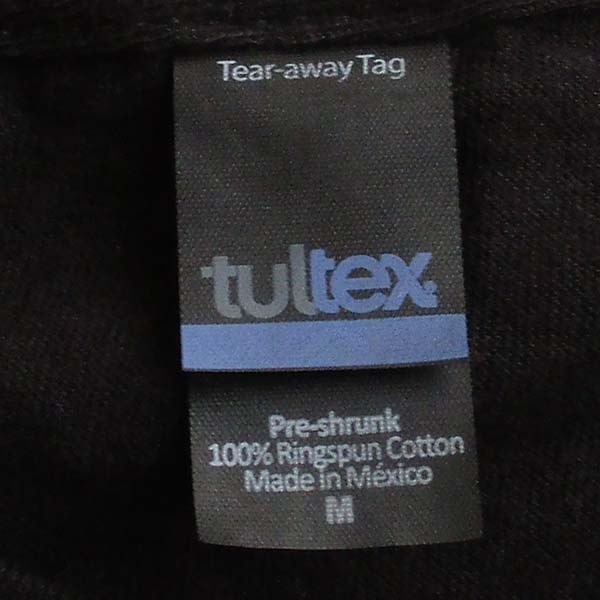 Tear-away Tag
tultex
Pre-shrunk
100% Ringspun Cotton
Made in México
M